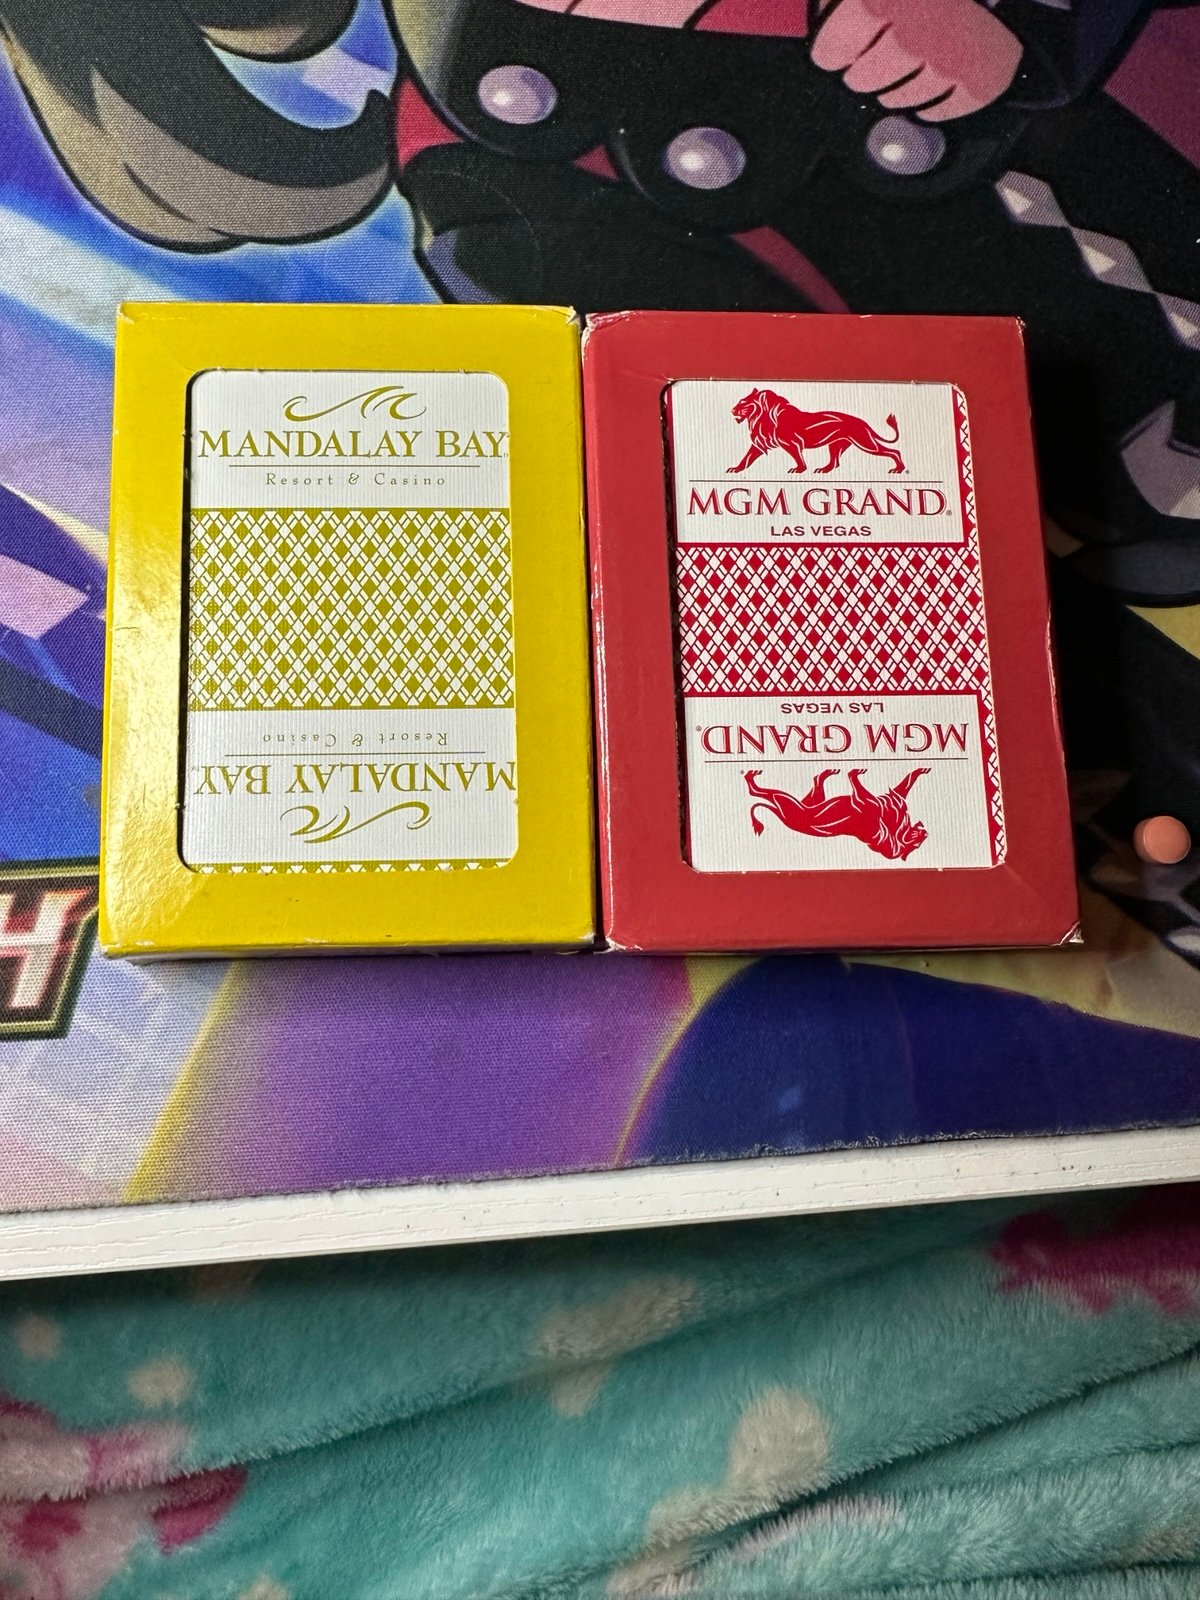 MANDALAY BAY
Resort & Casino
Resort & Casino
MANDALAY BAY
MGM GRAND®
LAS VEGAS
LAS VEGAS
MGM GRAND®
H